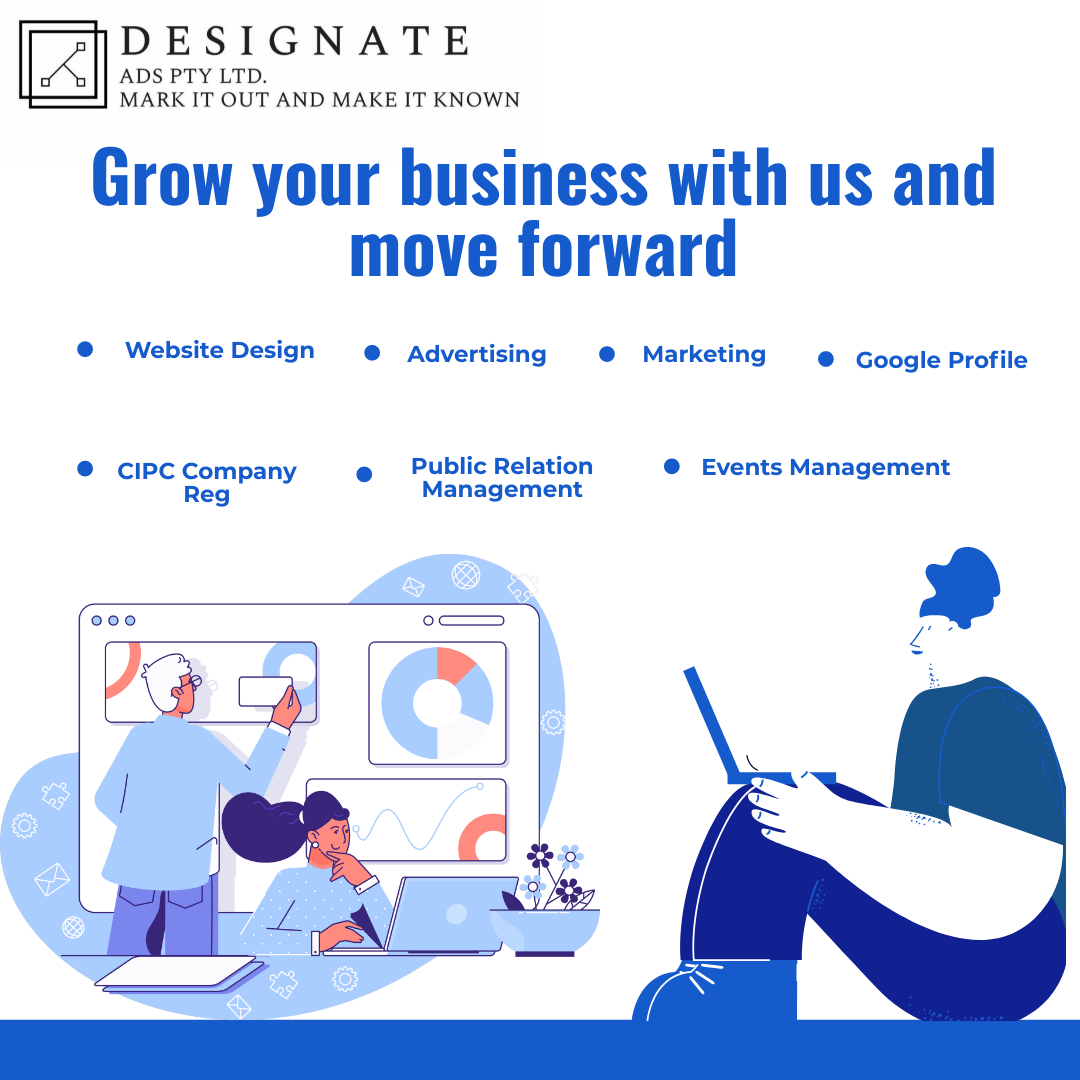 DESIGNATE
ADS PTY LTD.
MARK IT OUT AND MAKE IT KNOWN
Grow your business with us and
move forward
Website Design
Advertising
Marketing
Google Profile
CIPC Company
Reg
Public Relation
Management
Events Management